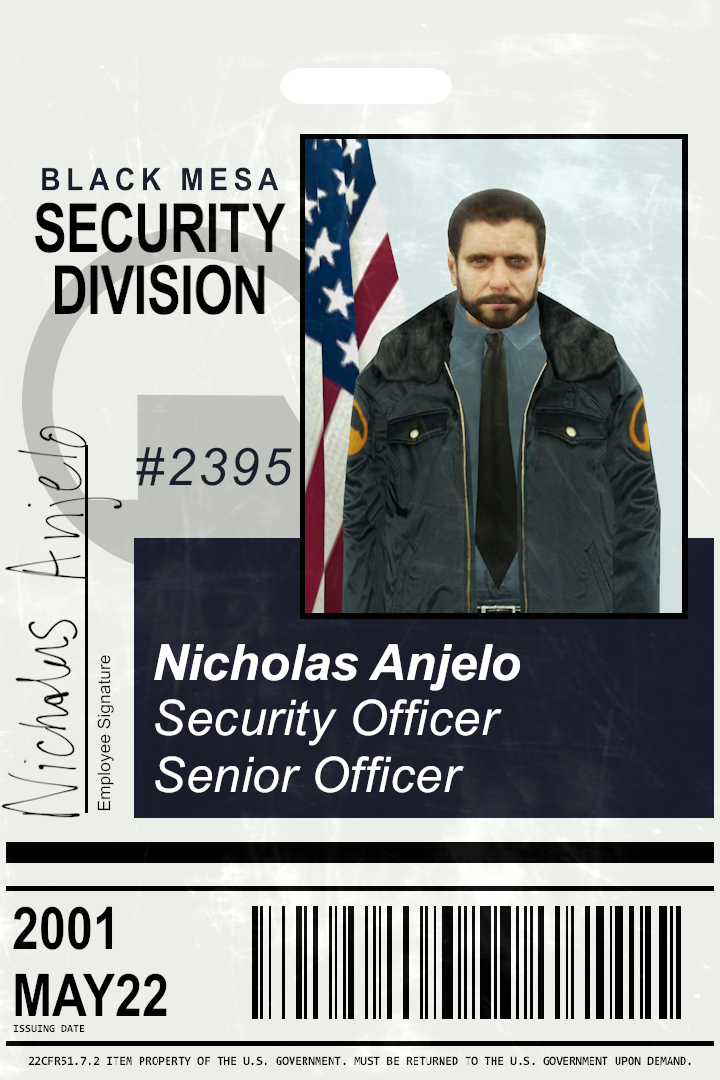 BLACK MESA
SECURITY
DIVISION
#2395
Nicholas Anjelo
Employee Signature
Nicholas Anjelo
Security Officer
Senior Officer
2001
MAY22
ISSUING DATE
22CFR51.7.2 ITEM PROPERTY OF THE U.S. GOVERNMENT. MUST BE RETURNED TO THE U.S. GOVERNMENT UPON DEMAND.